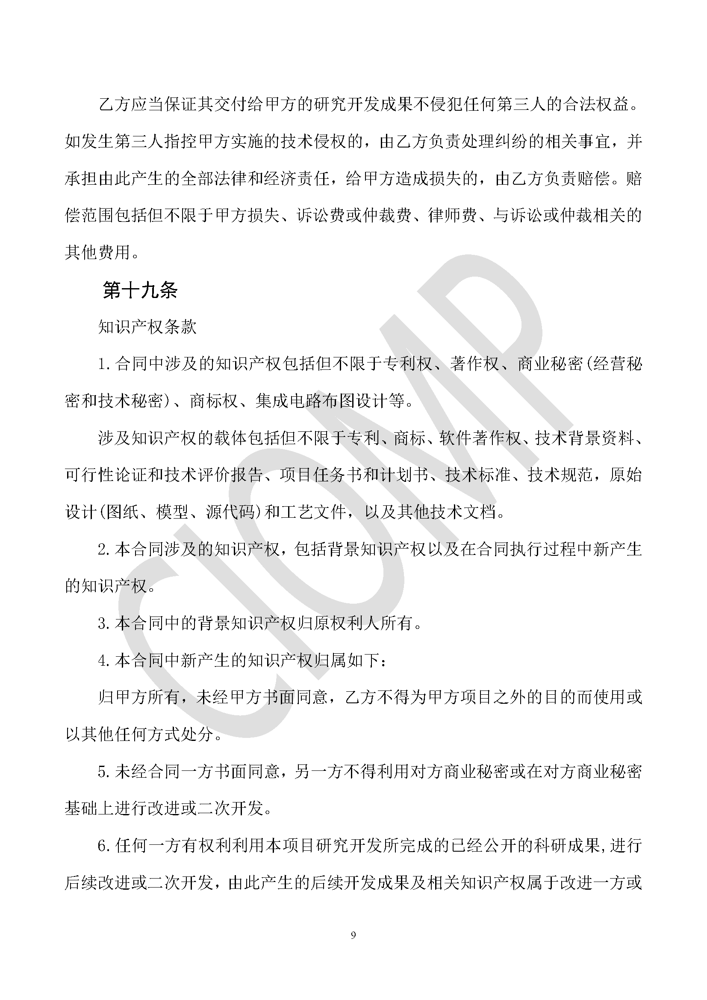 乙方应当保证其交付给甲方的研究开发成果不侵犯任何第三人的合法权益。
如发生第三人指控甲方实施的技术侵权的，由乙方负责处理纠纷的相关事宜，并
承担由此产生的全部法律和经济责任，给甲方造成损失的，由乙方负责赔偿。赔
偿范围包括但不限于甲方损失、诉讼费或仲裁费、律师费、与诉讼或仲裁相关的
其他费用。
第十九条
知识产权条款
1.合同中涉及的知识产权包括但不限于专利权、著作权、商业秘密(经营秘
密和技术秘密)、商标权、集成电路布图设计等。
涉及知识产权的载体包括但不限于专利、商标、软件著作权、技术背景资料、
可行性论证和技术评价报告、项目任务书和计划书、技术标准、技术规范，原始
设计(图纸、模型、源代码)和工艺文件，以及其他技术文档。
2.本合同涉及的知识产权，包括背景知识产权以及在合同执行过程中新产生
的知识产权。
3.本合同中的背景知识产权归原权利人所有。
4.本合同中新产生的知识产权归属如下：
归甲方所有，未经甲方书面同意，乙方不得为甲方项目之外的目的而使用或
以其他任何方式处分。
5.未经合同一方书面同意，另一方不得利用对方商业秘密或在对方商业秘密
基础上进行改进或二次开发。
6.任何一方有权利利用本项目研究开发所完成的已经公开的科研成果,进行
后续改进或二次开发，由此产生的后续开发成果及相关知识产权属于改进一方或
9
CIOMP